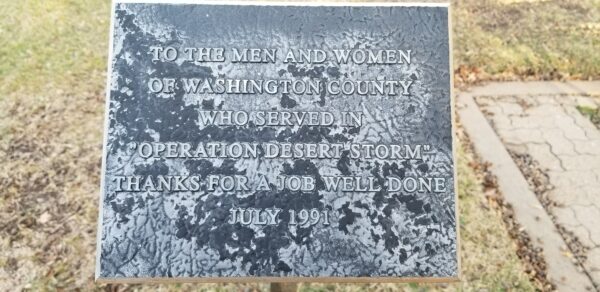 TO THE MEN AND WOMEN
OF WASHINGTON COUNTY
WHO SERVED IN
"OPERATION DESERT STORM"
THANKS FOR A JOB WELL DONE
JULY 1991